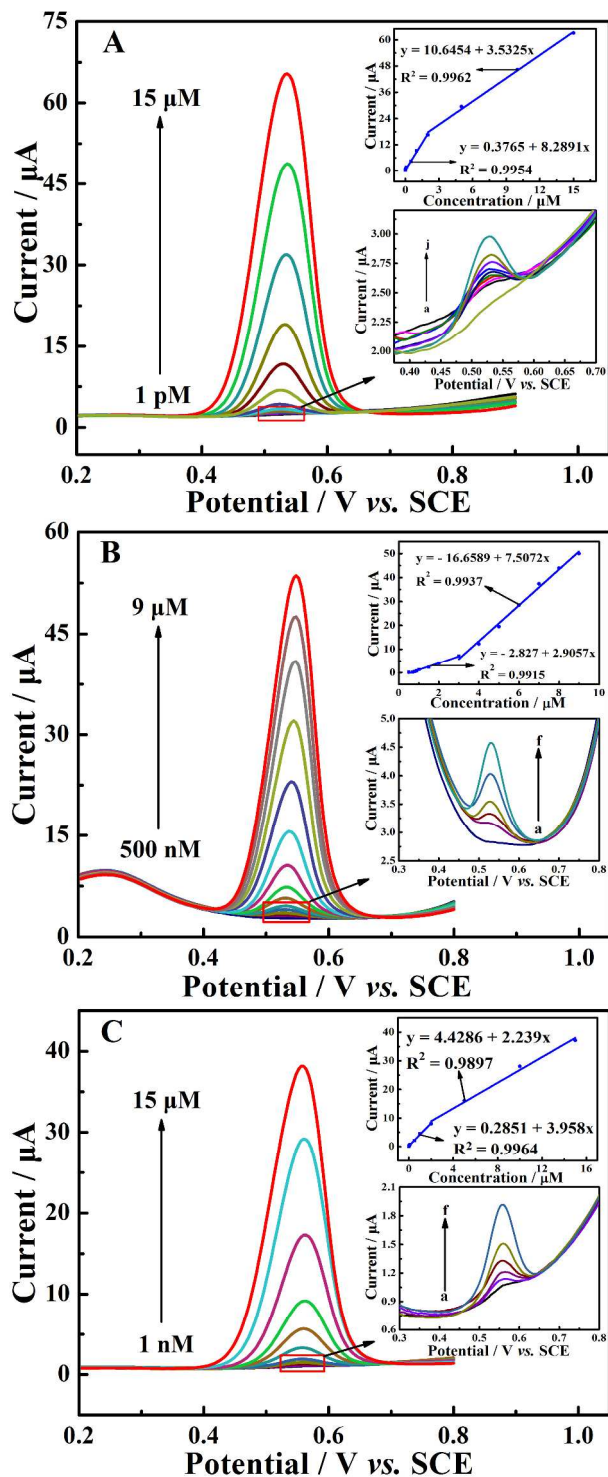 A
75
60
45
30
15
0
Current / µA
15 µM
1 pM
0.2
0.4
0.6
0.8
1.0
Potential / V vs. SCE
60
48
36
24
12
0
Current / µA
y = 10.6454 + 3.5325x
R² = 0.9962
y = 0.3765 + 8.2891x
R² = 0.9954
0
3
6
9
12
15
Concentration / µM
3.00
2.75
2.50
2.25
2.00
Current / µA
j
a
0.40
0.45
0.50
0.55
0.60
0.65
0.70
Potential / V vs. SCE
B
60
45
30
15
0
Current / µA
9 µM
500 nM
0.2
0.4
0.6
0.8
1.0
Potential / V vs. SCE
50
40
30
20
10
0
Current / µA
y = - 16.6589 + 7.5072x
R² = 0.9937
y = - 2.827 + 2.9057x
R² = 0.9915
0
2
4
6
8
10
Concentration / µM
5.0
4.5
4.0
3.5
3.0
2.5
Current / µA
f
a
0.4
0.5
0.6
0.7
0.8
Potential / V vs. SCE
C
40
30
20
10
0
Current / µA
15 µM
1 nM
0.2
0.4
0.6
0.8
1.0
Potential / V vs. SCE
40
30
20
10
0
Current / µA
y = 4.4286 + 2.239x
R² = 0.9897
y = 0.2851 + 3.958x
R² = 0.9964
0
4
8
12
16
Concentration / µM
2.1
1.8
1.5
1.2
0.9
0.6
Current / µA
f
a
0.3
0.4
0.5
0.6
0.7
0.8
Potential / V vs. SCE